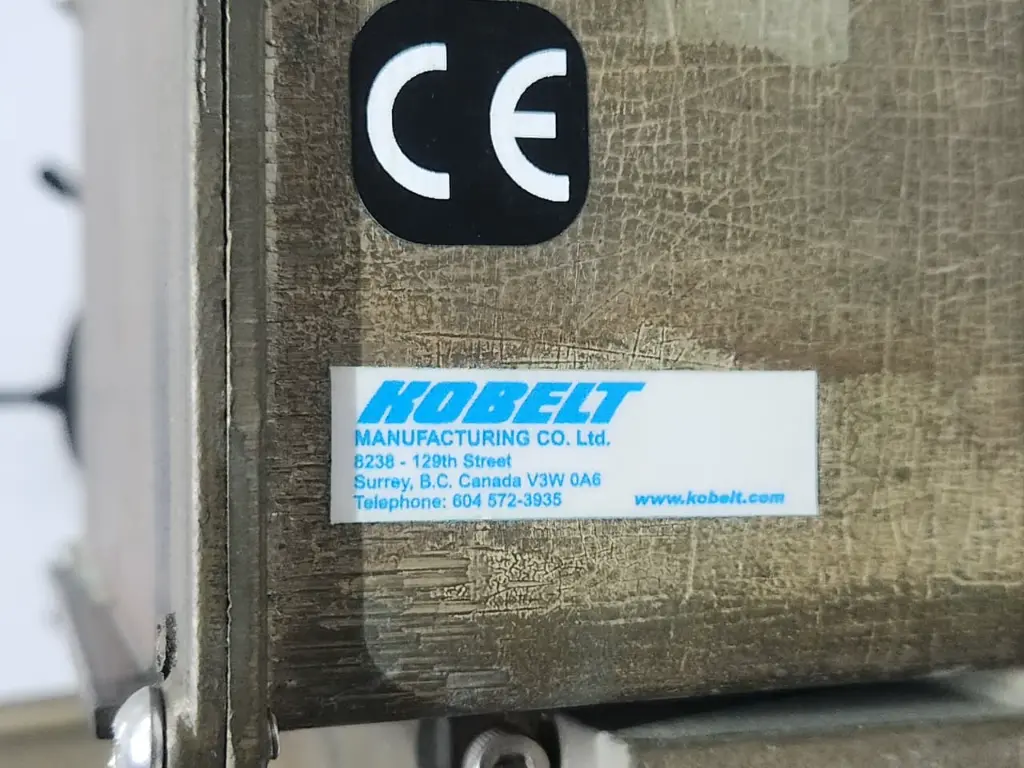 CE
KOBELT
MANUFACTURING CO. Ltd.
8238 - 129th Street
Surrey, B.C. Canada V3W 0A6
Telephone: 604 572-3935 www.kobelt.com